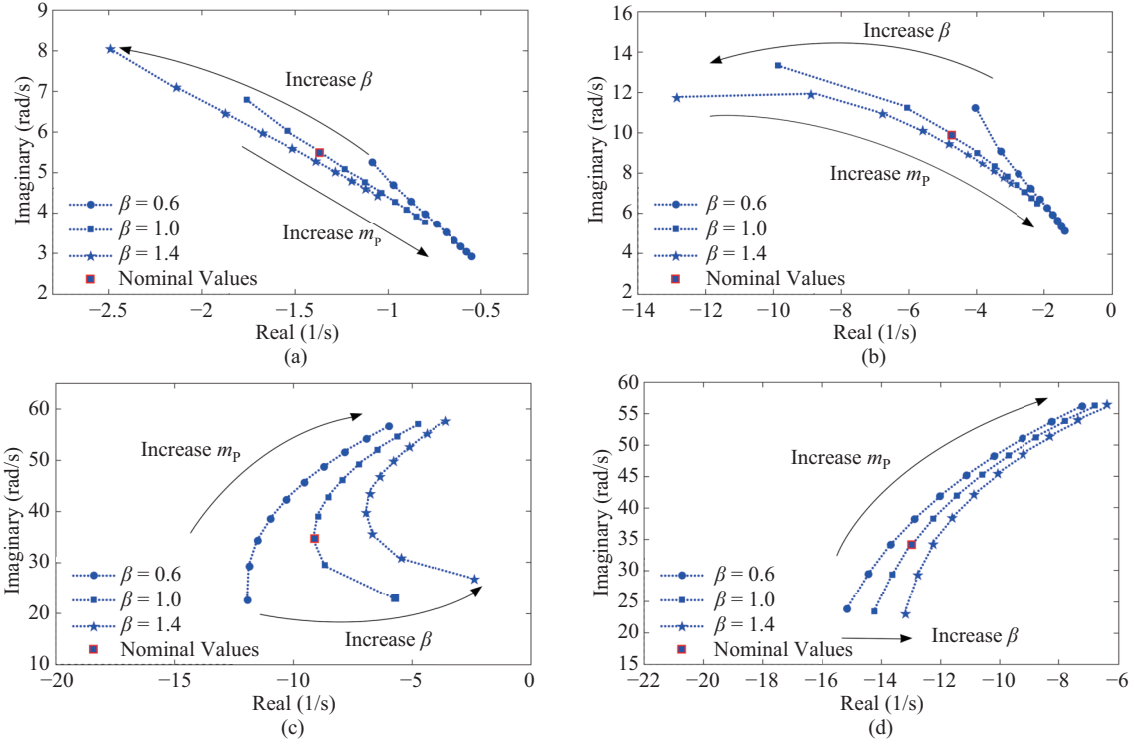 9
8
7
6
5
4
3
2
Imaginary (rad/s)
Increase β
Increase mP
β = 0.6
β = 1.0
β = 1.4
Nominal Values
−2.5 −2 −1.5 −1 −0.5
Real (1/s)
(a)
16
14
12
10
8
6
4
2
0
Imaginary (rad/s)
Increase β
Increase mP
β = 0.6
β = 1.0
β = 1.4
Nominal Values
−14 −12 −10 −8 −6 −4 −2 0
Real (1/s)
(b)
60
50
40
30
20
10
Imaginary (rad/s)
Increase mP
β = 0.6
β = 1.0
β = 1.4
Nominal Values
Increase β
−20 −15 −10 −5 0
Real (1/s)
(c)
60
55
50
45
40
35
30
25
20
15
Imaginary (rad/s)
Increase mP
β = 0.6
β = 1.0
β = 1.4
Nominal Values
Increase β
−22 −20 −18 −16 −14 −12 −10 −8 −6
Real (1/s)
(d)